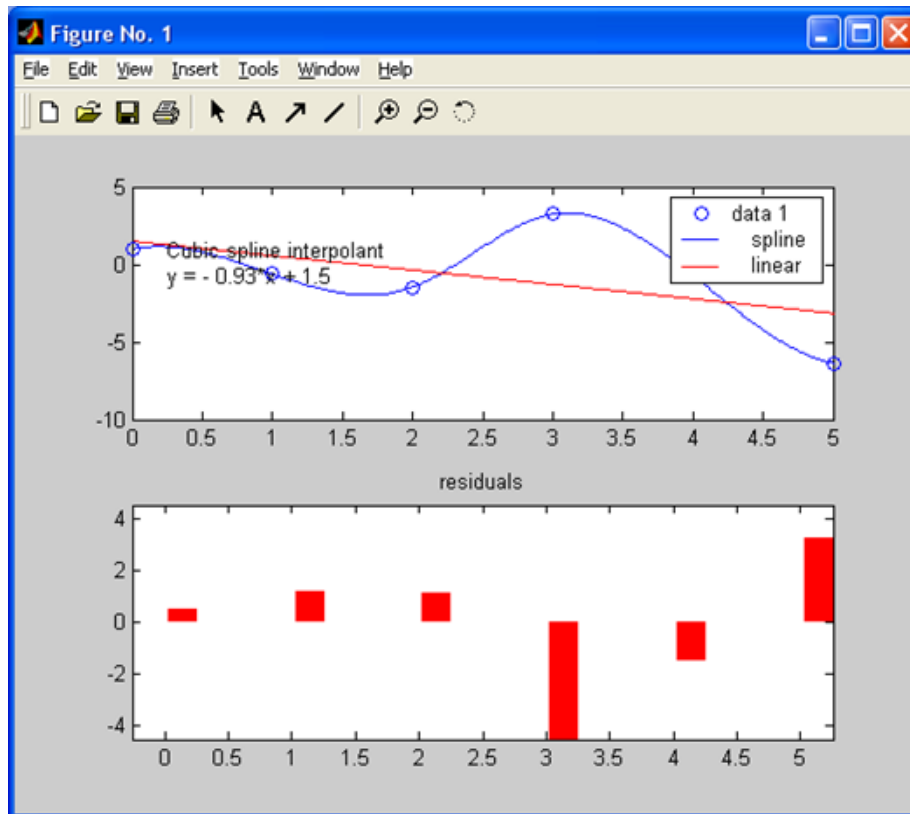 Figure No. 1
File Edit View Insert Tools Window Help
A
5
0
-5
-10
Cubic spline interpolant
y = - 0.93*x + 1.5
data 1
spline
linear
0 0.5 1 1.5 2 2.5 3 3.5 4 4.5 5
residuals
4
2
0
-2
-4
0 0.5 1 1.5 2 2.5 3 3.5 4 4.5 5